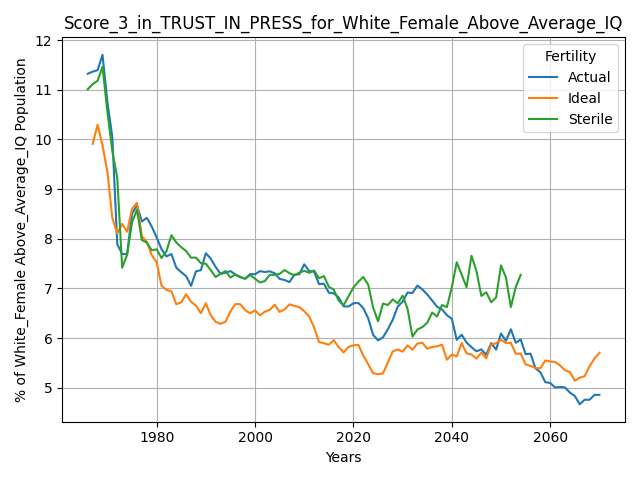 Score_3_in_TRUST_IN_PRESS_for_White_Female_Above_Average_IQ
% of White_Female Above_Average_IQ Population
12
11
10
9
8
7
6
5
Fertility
Actual
Ideal
Sterile
1980 2000 2020 2040 2060
Years